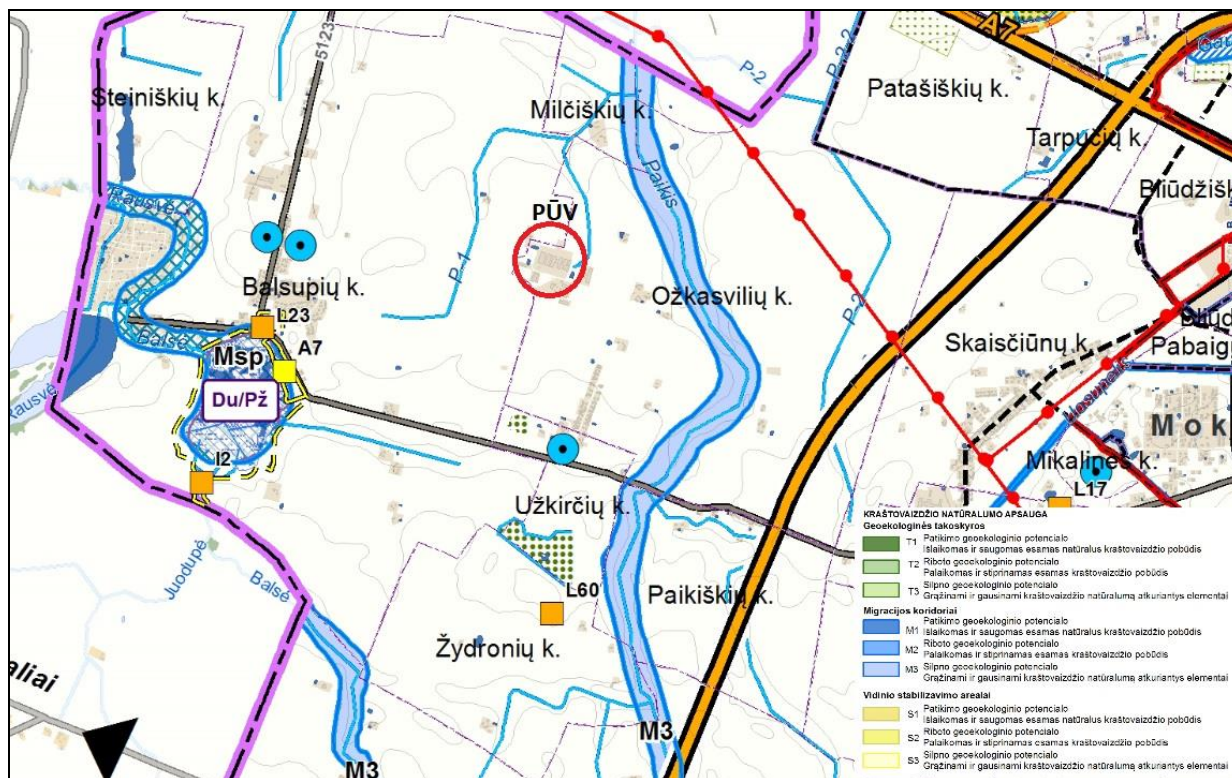 A7
5123
P-2
P-2-2
Šteiniškių k.
Milčiškių k.
Patašiškių k.
Tarpučių k.
Paikis
Bliūdžišk
Rausvė
PŪV
P-1
Balsupių k.
Ožkasvilių k.
L23
P-2
Balsė
Msp
A7
Skaisčiūnų k.
Pabaig
Rausvė
Du/Pž
Mok
I2
Mikalinės k.
L17
Užkirčių k.
Juodupė
Balsė
L60
Paikiškių k.
Žydronių k.
aliai
M3
M3
KRAŠTOVAIZDŽIO NATŪRALUMO APSAUGA
Geoekologinės takoskyros
T1 Patikimo geoekologinio potencialo
Išlaikomas ir saugomas esamas natūralus kraštovaizdžio pobūdis
T2 Riboto geoekologinio potencialo
Palaikomas ir stiprinamas esamas kraštovaizdžio pobūdis
T3 Silpno geoekologinio potencialo
Grąžinami ir gausinami kraštovaizdžio natūralumą atkuriantys elementai
Migracijos koridoriai
M1 Patikimo geoekologinio potencialo
Išlaikomas ir saugomas esamas natūralus kraštovaizdžio pobūdis
M2 Riboto geoekologinio potencialo
Palaikomas ir stiprinamas esamas kraštovaizdžio pobūdis
M3 Silpno geoekologinio potencialo
Grąžinami ir gausinami kraštovaizdžio natūralumą atkuriantys elementai
Vidinio stabilizavimo arealai
S1 Patikimo geoekologinio potencialo
Išlaikomas ir saugomas esamas natūralus kraštovaizdžio pobūdis
S2 Riboto geoekologinio potencialo
Palaikomas ir stiprinamas esamas kraštovaizdžio pobūdis
S3 Silpno geoekologinio potencialo
Grąžinami ir gausinami kraštovaizdžio natūralumą atkuriantys elementai